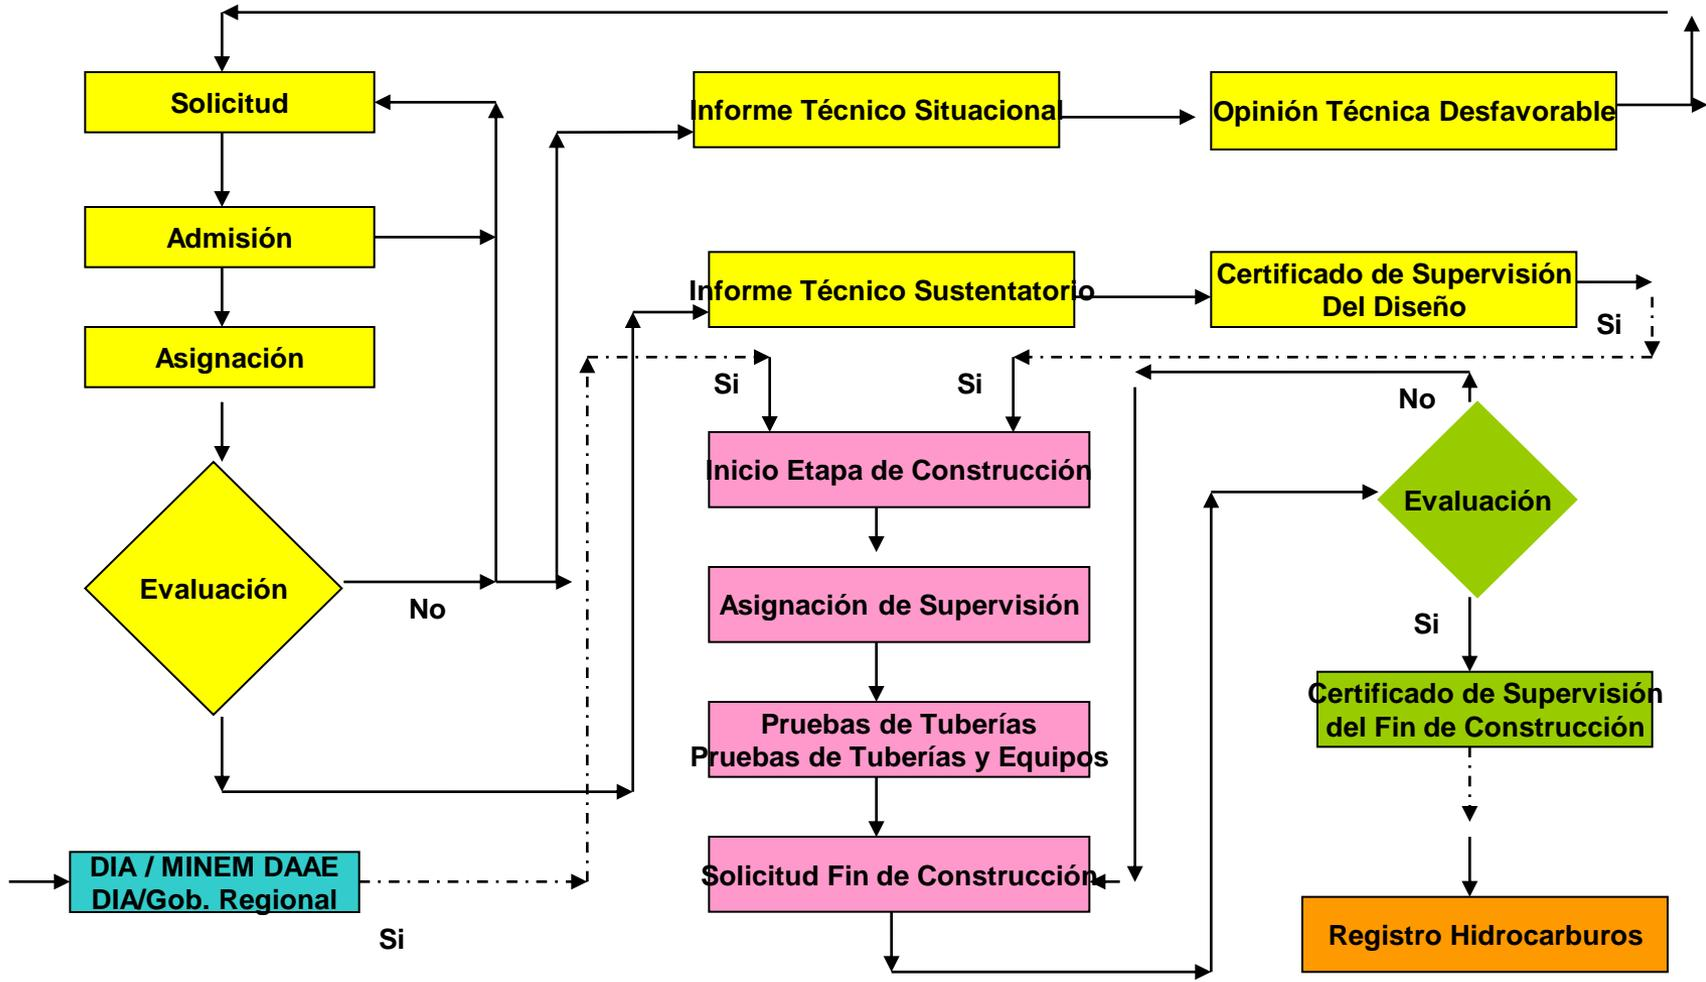 Solicitud
Admisión
Asignación
Evaluación
No
DIA / MINEM DAAE
DIA/Gob. Regional
Si
Informe Técnico Situacional
Opinión Técnica Desfavorable
Informe Técnico Sustentatorio
Certificado de Supervisión
Del Diseño
Si
Si
Si
Inicio Etapa de Construcción
Asignación de Supervisión
Pruebas de Tuberías
Pruebas de Tuberías y Equipos
Solicitud Fin de Construcción
No
Evaluación
Si
Certificado de Supervisión
del Fin de Construcción
Registro Hidrocarburos